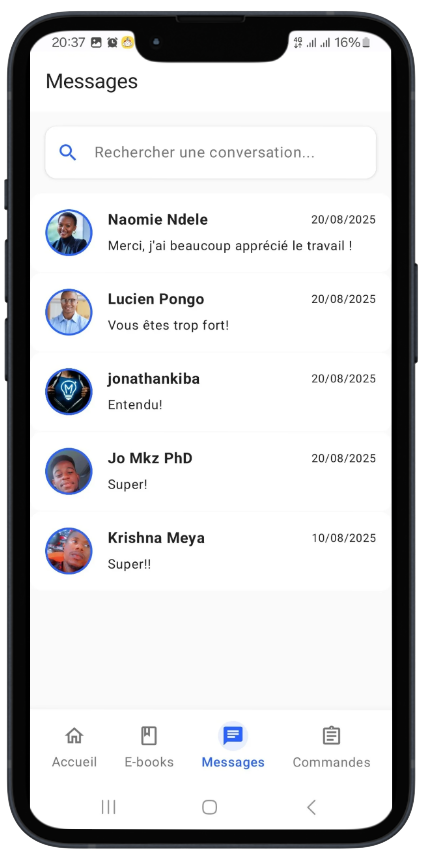 20:37 4G 16%
Messages
Rechercher une conversation...
Naomie Ndele 20/08/2025
Merci, j'ai beaucoup apprécié le travail !
Lucien Pongo 20/08/2025
Vous êtes trop fort!
jonathankiba 20/08/2025
Entendu!
Jo Mkz PhD 20/08/2025
Super!
Krishna Meya 10/08/2025
Super!!
Accueil E-books Messages Commandes